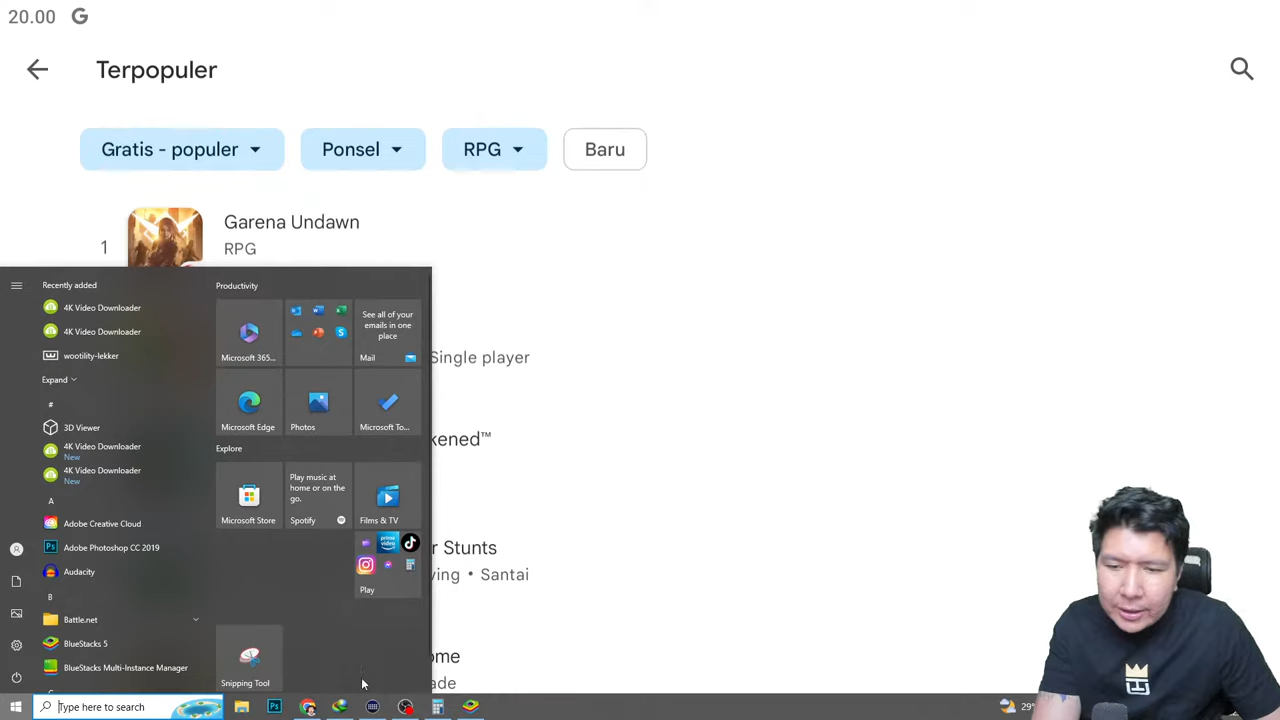 20.00
Terpopuler
Gratis - populer
Ponsel
RPG
Baru
1
Garena Undawn
RPG
Single player
kened™
r Stunts
ying • Santai
ome
ade
Recently added
4K Video Downloader
4K Video Downloader
wootility-lekker
Expand
#
3D Viewer
4K Video Downloader
New
4K Video Downloader
New
A
Adobe Creative Cloud
Adobe Photoshop CC 2019
Audacity
B
Battle.net
BlueStacks 5
BlueStacks Multi-Instance Manager
Productivity
Microsoft 365...
See all of your
emails in one
place
Mail
Microsoft Edge
Photos
Microsoft To...
Explore
Microsoft Store
Play music at
home or on the
go.
Spotify
Films & TV
prime video
Play
Snipping Tool
Type here to search
Ps
29°